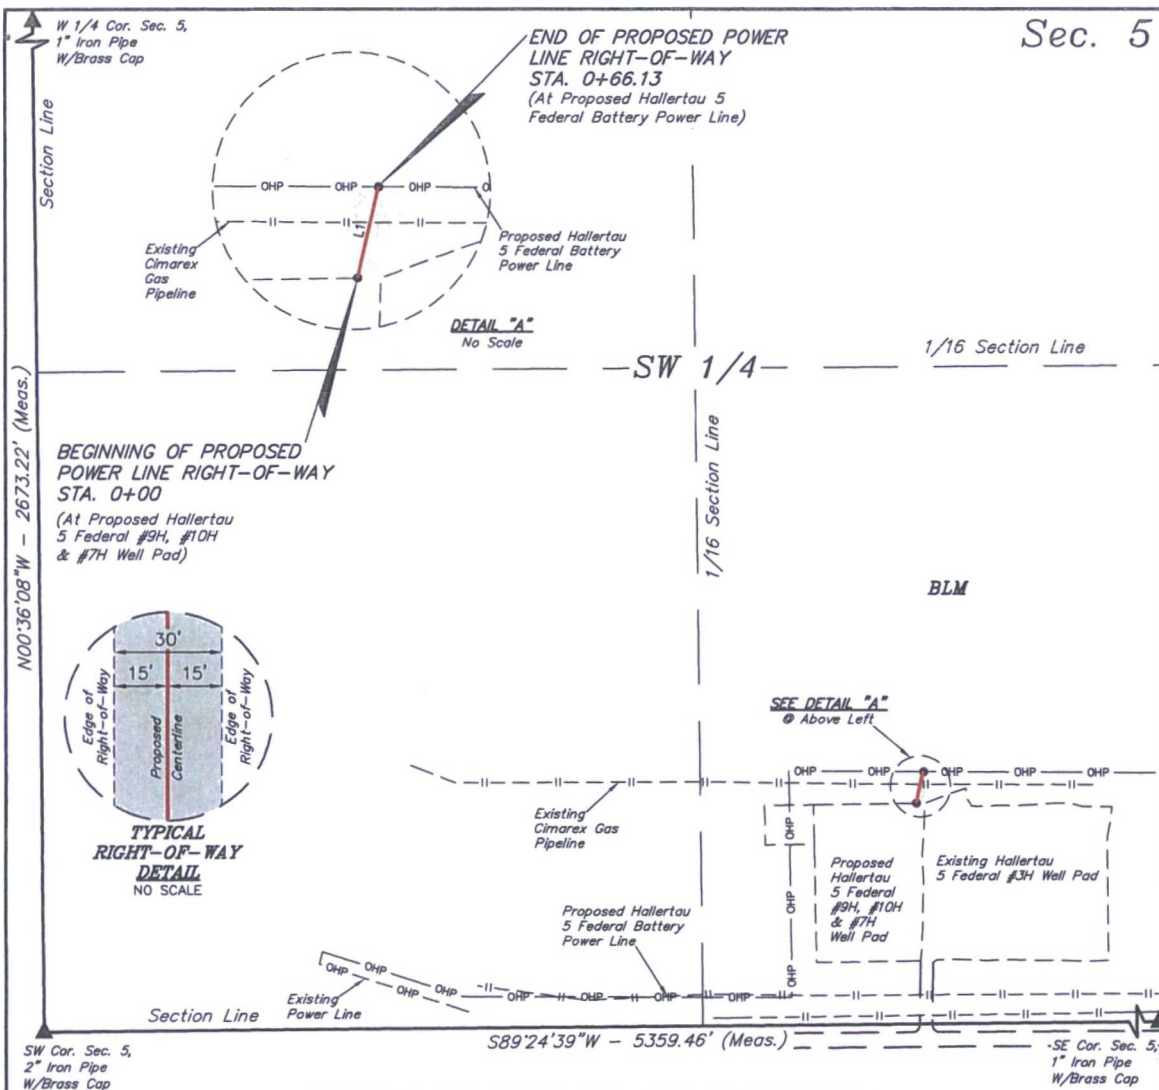 W 1/4 Cor. Sec. 5,
1" Iron Pipe
W/Brass Cap
Sec. 5
END OF PROPOSED POWER
LINE RIGHT-OF-WAY
STA. 0+66.13
(At Proposed Hallertau 5
Federal Battery Power Line)
Section Line
OHP OHP OHP O
L1
Existing
Cimarex
Gas
Pipeline
Proposed Hallertau
5 Federal Battery
Power Line
DETAIL "A"
No Scale
SW 1/4
1/16 Section Line
N00°36'08"W - 2673.22' (Meas.)
BEGINNING OF PROPOSED
POWER LINE RIGHT-OF-WAY
STA. 0+00
(At Proposed Hallertau
5 Federal #9H, #10H
& #7H Well Pad)
1/16 Section Line
BLM
30'
15' 15'
Edge of
Right-of-Way
Proposed
Centerline
Edge of
Right-of-Way
TYPICAL
RIGHT-OF-WAY
DETAIL
NO SCALE
SEE DETAIL "A"
@ Above Left
OHP OHP OHP OHP OHP
Existing
Cimarex Gas
Pipeline
OHP
OHP
OHP
Proposed
Hallertau
5 Federal
#9H, #10H
& #7H
Well Pad
Existing Hallertau
5 Federal #3H Well Pad
Proposed Hallertau
5 Federal Battery
Power Line
OHP OHP OHP OHP
OHP OHP OHP OHP OHP
Existing
Power Line
Section Line
S89°24'39"W - 5359.46' (Meas.)
SW Cor. Sec. 5,
2" Iron Pipe
W/Brass Cap
SE Cor. Sec. 5,
1" Iron Pipe
W/Brass Cap